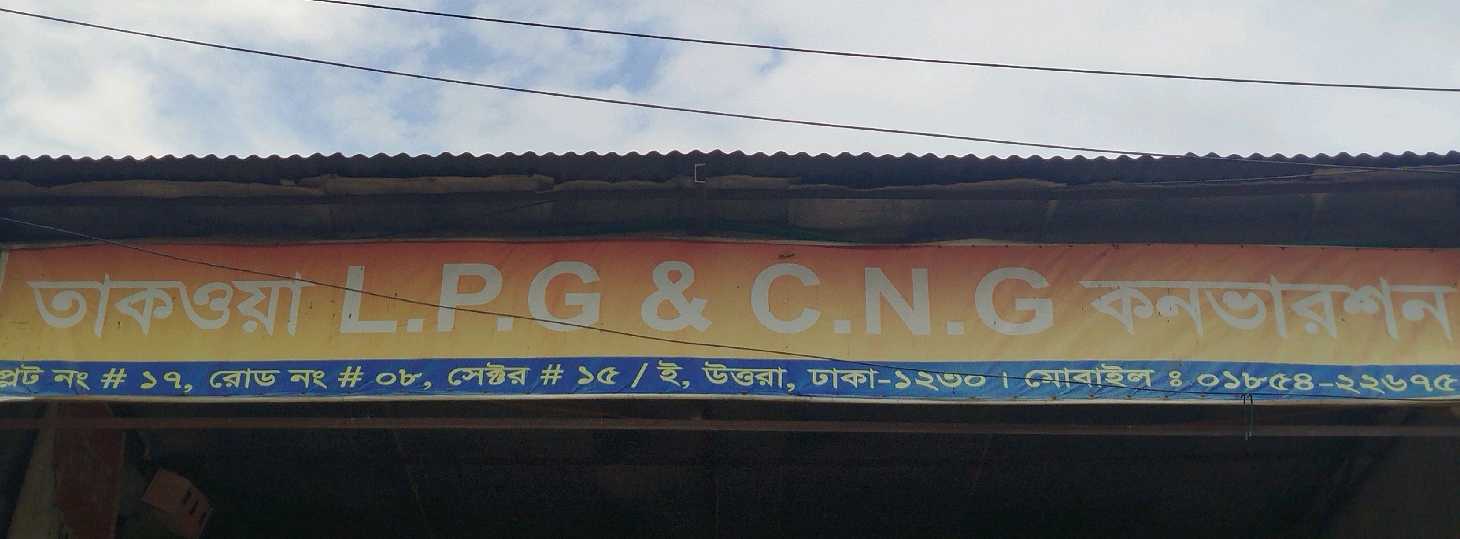 তাকওয়া L.P.G & C.N.G কনভারশন
প্লট নং # ১৭, রোড নং # ০৮, সেক্টর # ১৫ / ই, উত্তরা, ঢাকা-১২৩০ । মোবাইল ঃ ০১৮৫৪-২২৬৭৫